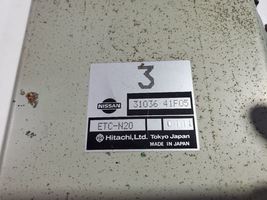 3
NISSAN 31036 41F05
ETC-N20
Hitachi, Ltd. Tokyo Japan
MADE IN JAPAN